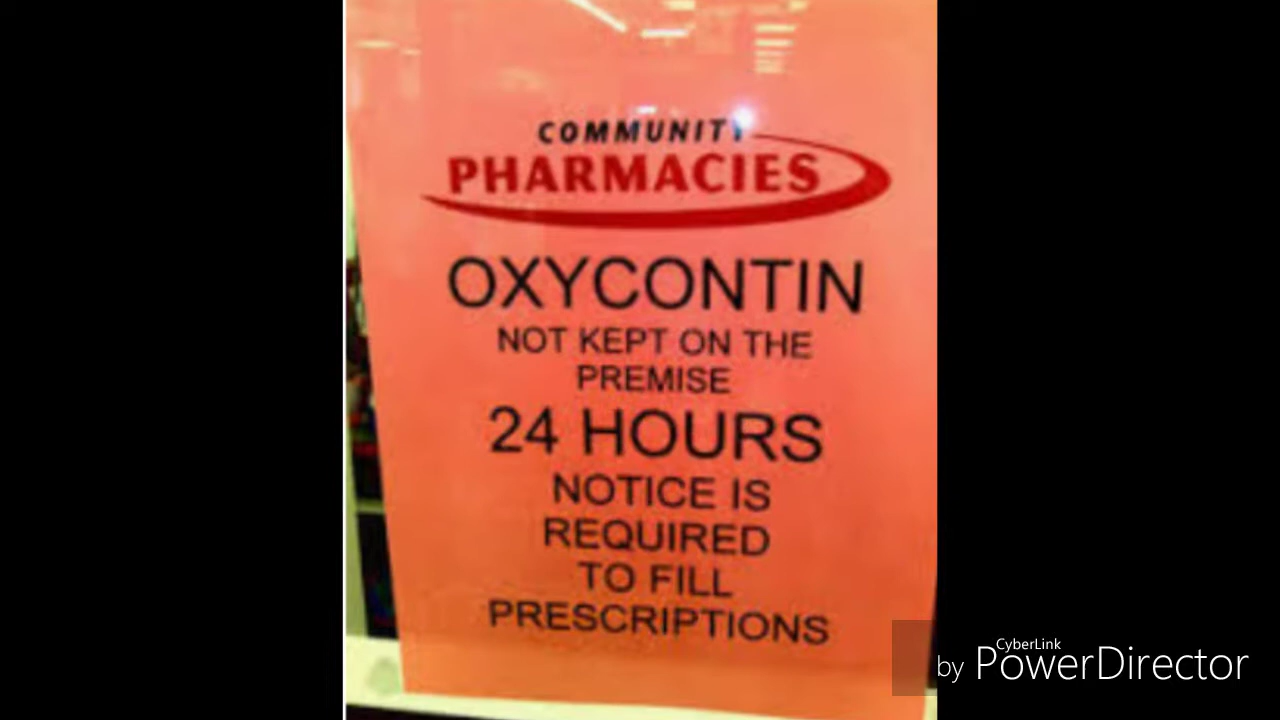 COMMUNITY
PHARMACIES
OXYCONTIN
NOT KEPT ON THE
PREMISE
24 HOURS
NOTICE IS
REQUIRED
TO FILL
PRESCRIPTIONS
CyberLink
by PowerDirector